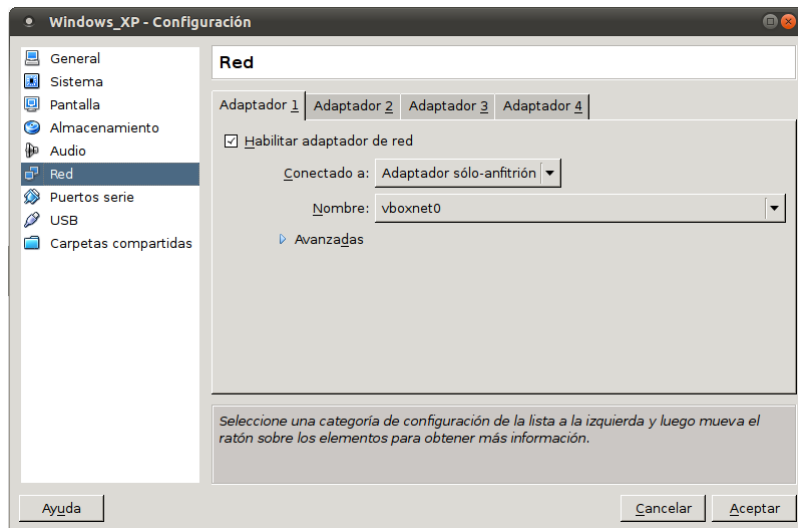 Windows_XP - Configuración
General
Sistema
Pantalla
Almacenamiento
Audio
Red
Puertos serie
USB
Carpetas compartidas
Red
Adaptador 1 Adaptador 2 Adaptador 3 Adaptador 4
Habilitar adaptador de red
Conectado a: Adaptador sólo-anfitrión
Nombre: vboxnet0
Avanzadas
Seleccione una categoría de configuración de la lista a la izquierda y luego mueva el
ratón sobre los elementos para obtener más información.
Ayuda Cancelar Aceptar